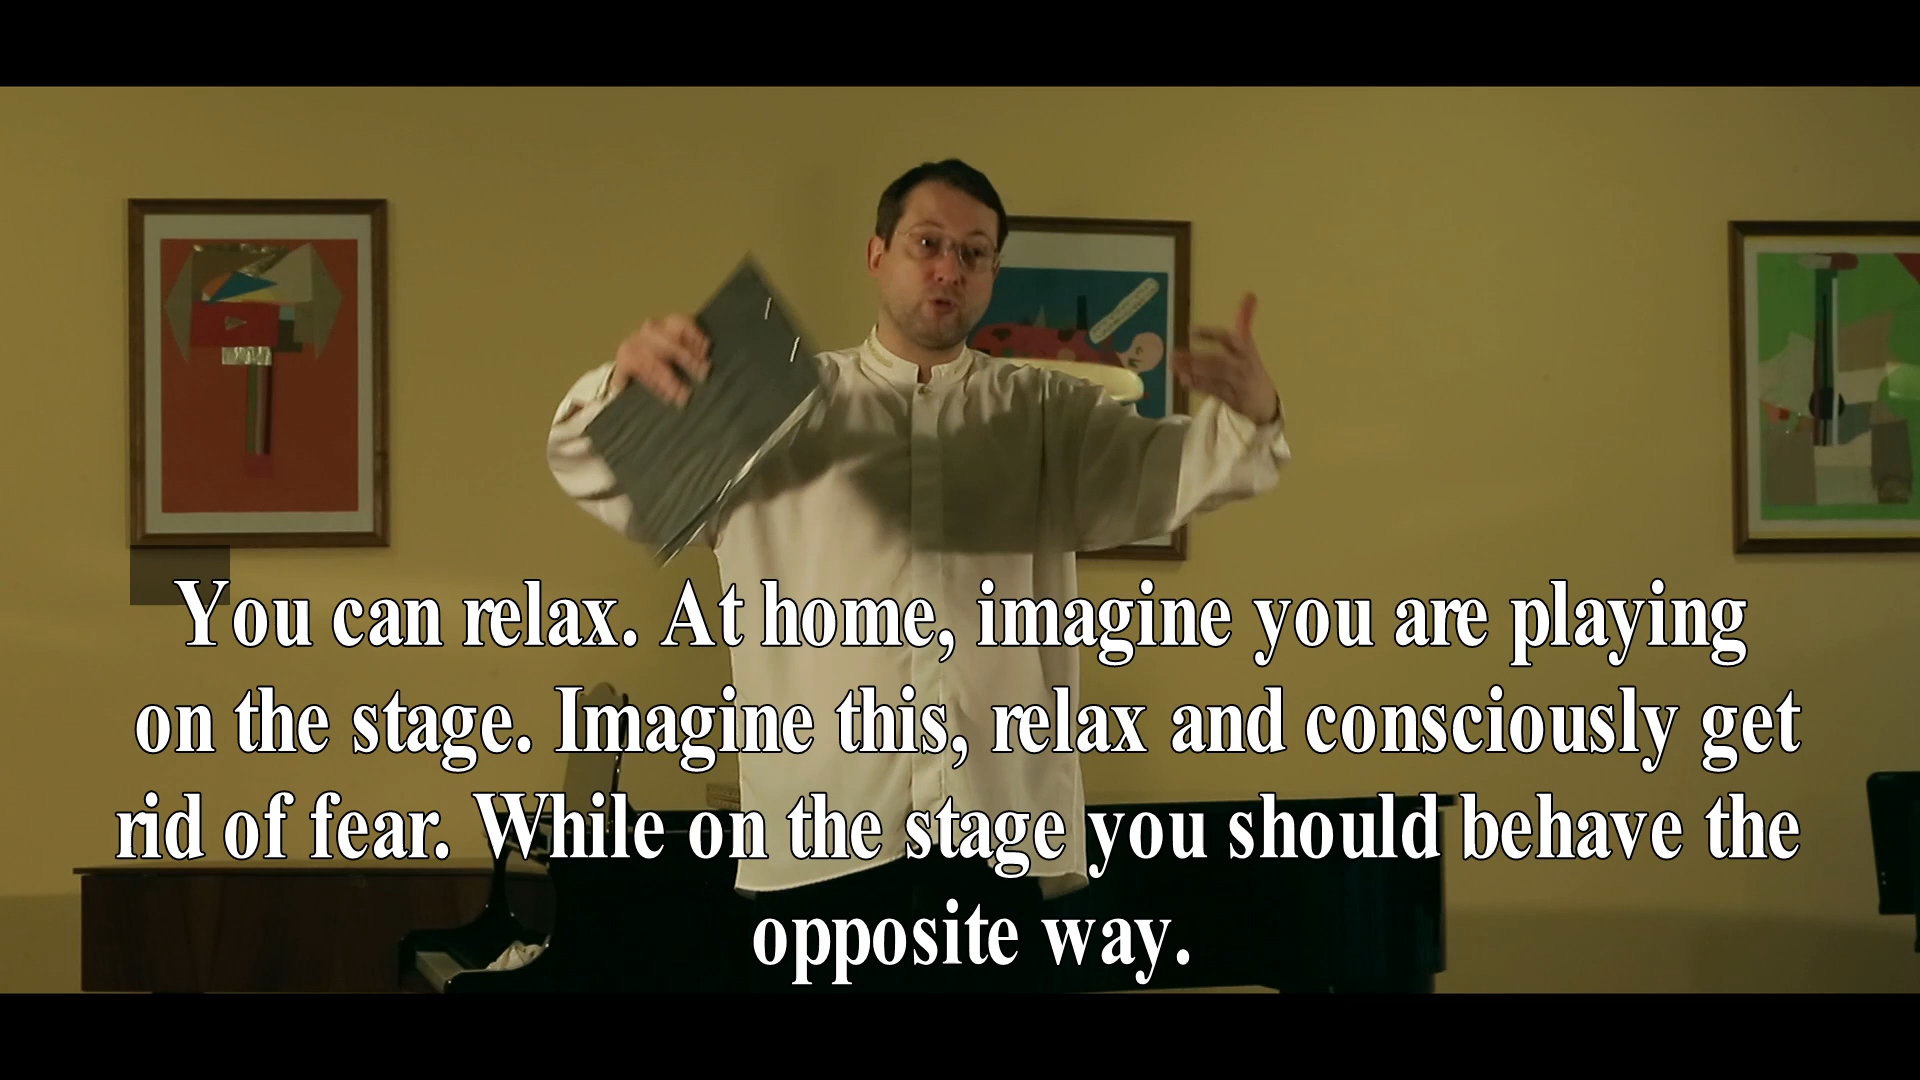 You can relax. At home, imagine you are playing
on the stage. Imagine this, relax and consciously get
rid of fear. While on the stage you should behave the
opposite way.